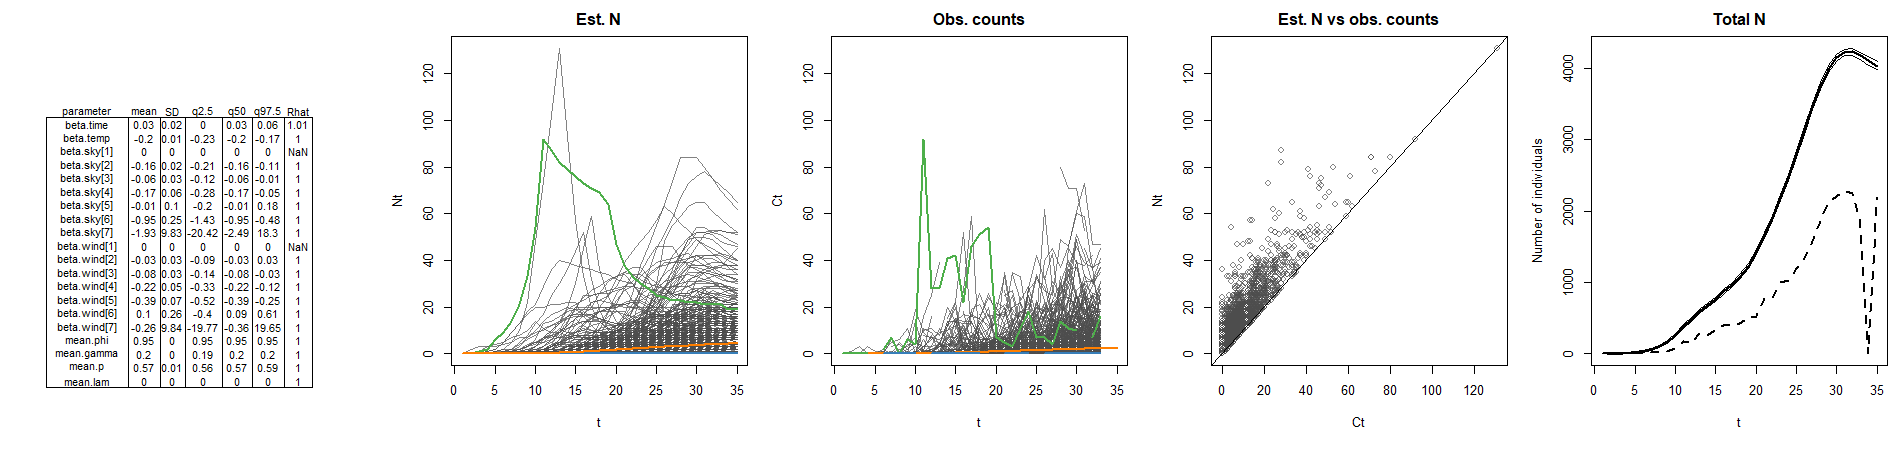 parameter mean SD q2.5 q50 q97.5 Rhat
beta.time 0.03 0.02 0 0.03 0.06 1.01
beta.temp -0.2 0.01 -0.23 -0.2 -0.17 1
beta.sky[1] 0 0 0 0 0 NaN
beta.sky[2] -0.16 0.02 -0.21 -0.16 -0.11 1
beta.sky[3] -0.06 0.03 -0.12 -0.06 -0.01 1
beta.sky[4] -0.17 0.06 -0.28 -0.17 -0.05 1
beta.sky[5] -0.01 0.1 -0.2 -0.01 0.18 1
beta.sky[6] -0.95 0.25 -1.43 -0.95 -0.48 1
beta.sky[7] -1.93 9.83 -20.42 -2.49 18.3 1
beta.wind[1] 0 0 0 0 0 NaN
beta.wind[2] -0.03 0.03 -0.09 -0.03 0.03 1
beta.wind[3] -0.08 0.03 -0.14 -0.08 -0.03 1
beta.wind[4] -0.22 0.05 -0.33 -0.22 -0.12 1
beta.wind[5] -0.39 0.07 -0.52 -0.39 -0.25 1
beta.wind[6] 0.1 0.26 -0.4 0.09 0.61 1
beta.wind[7] -0.26 9.84 -19.77 -0.36 19.65 1
mean.phi 0.95 0 0.95 0.95 0.95 1
mean.gamma 0.2 0 0.19 0.2 0.2 1
mean.p 0.57 0.01 0.56 0.57 0.59 1
mean.lam 0 0 0 0 0 1
Est. N
Nt
120
100
80
60
40
20
0
0 5 10 15 20 25 30 35
t
Obs. counts
Ct
120
100
80
60
40
20
0
0 5 10 15 20 25 30 35
t
Est. N vs obs. counts
Nt
120
100
80
60
40
20
0
0 20 40 60 80 100 120
Ct
Total N
Number of individuals
4000
3000
2000
1000
0
0 5 10 15 20 25 30 35
t